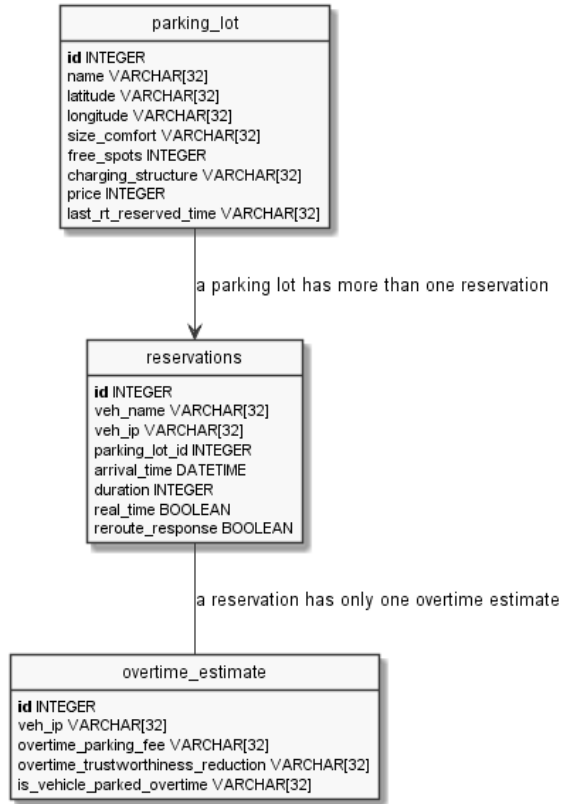 parking_lot
id INTEGER
name VARCHAR[32]
latitude VARCHAR[32]
longitude VARCHAR[32]
size_comfort VARCHAR[32]
free_spots INTEGER
charging_structure VARCHAR[32]
price INTEGER
last_rt_reserved_time VARCHAR[32]
a parking lot has more than one reservation
reservations
id INTEGER
veh_name VARCHAR[32]
veh_ip VARCHAR[32]
parking_lot_id INTEGER
arrival_time DATETIME
duration INTEGER
real_time BOOLEAN
reroute_response BOOLEAN
a reservation has only one overtime estimate
overtime_estimate
id INTEGER
veh_ip VARCHAR[32]
overtime_parking_fee VARCHAR[32]
overtime_trustworthiness_reduction VARCHAR[32]
is_vehicle_parked_overtime VARCHAR[32]